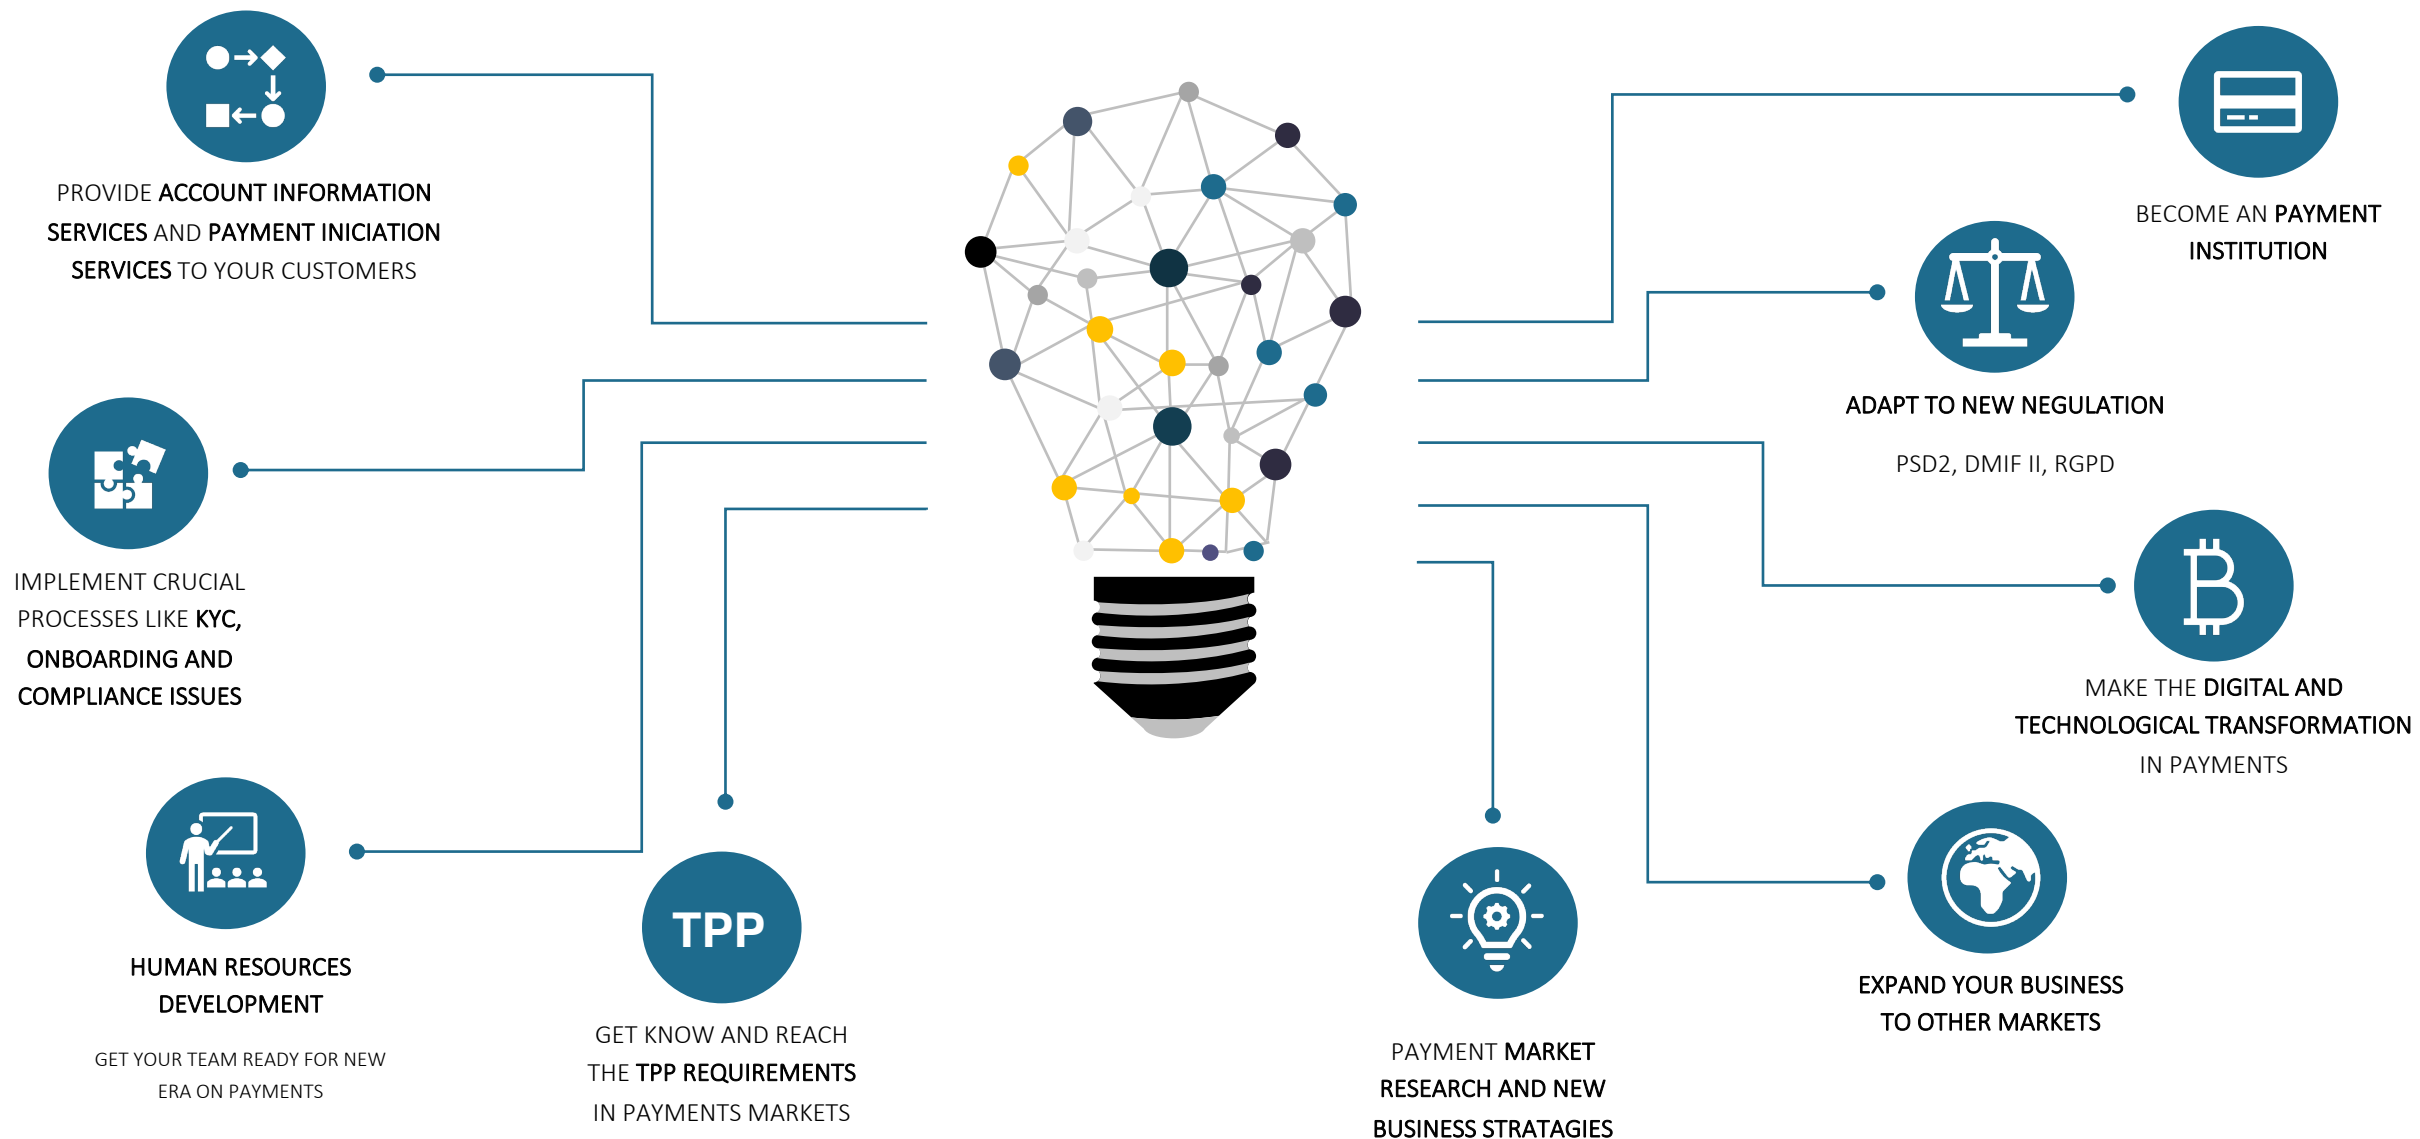 PROVIDE ACCOUNT INFORMATION
SERVICES AND PAYMENT INICIATION
SERVICES TO YOUR CUSTOMERS
IMPLEMENT CRUCIAL
PROCESSES LIKE KYC,
ONBOARDING AND
COMPLIANCE ISSUES
HUMAN RESOURCES
DEVELOPMENT
GET YOUR TEAM READY FOR NEW
ERA ON PAYMENTS
TPP
GET KNOW AND REACH
THE TPP REQUIREMENTS
IN PAYMENTS MARKETS
BECOME AN PAYMENT
INSTITUTION
ADAPT TO NEW NEGULATION
PSD2, DMIF II, RGPD
MAKE THE DIGITAL AND
TECHNOLOGICAL TRANSFORMATION
IN PAYMENTS
EXPAND YOUR BUSINESS
TO OTHER MARKETS
PAYMENT MARKET
RESEARCH AND NEW
BUSINESS STRATAGIES